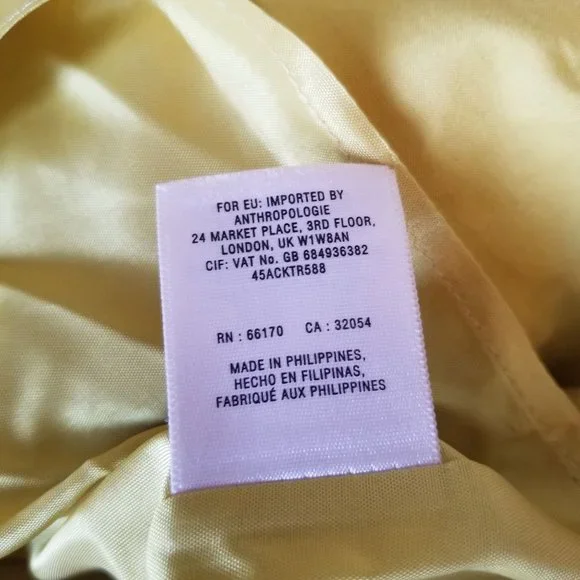 FOR EU: IMPORTED BY
ANTHROPOLOGIE
24 MARKET PLACE, 3RD FLOOR,
LONDON, UK W1W8AN
CIF: VAT No. GB 684936382
45ACKTR588
RN : 66170 CA : 32054
MADE IN PHILIPPINES,
HECHO EN FILIPINAS,
FABRIQUÉ AUX PHILIPPINES